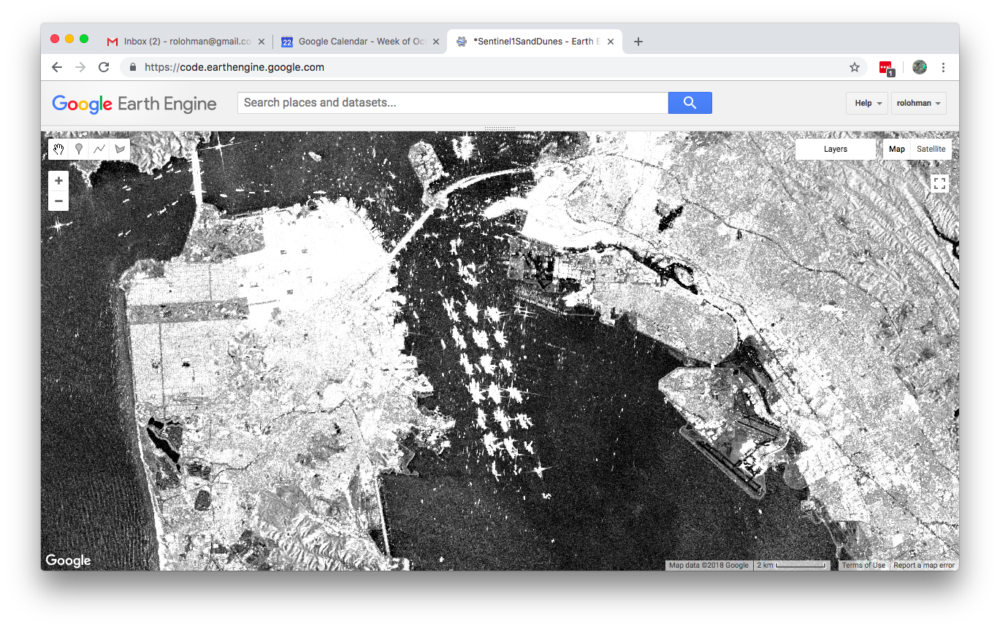 Inbox (2) - rolohman@gmail.co
Google Calendar - Week of Oct
*Sentinel1SandDunes - Earth E
https://code.earthengine.google.com
1
Google Earth Engine
Search places and datasets...
Help
rolohman
Layers
Map
Satellite
+
−
Google
Map data ©2018 Google
2 km
Terms of Use
Report a map error
22